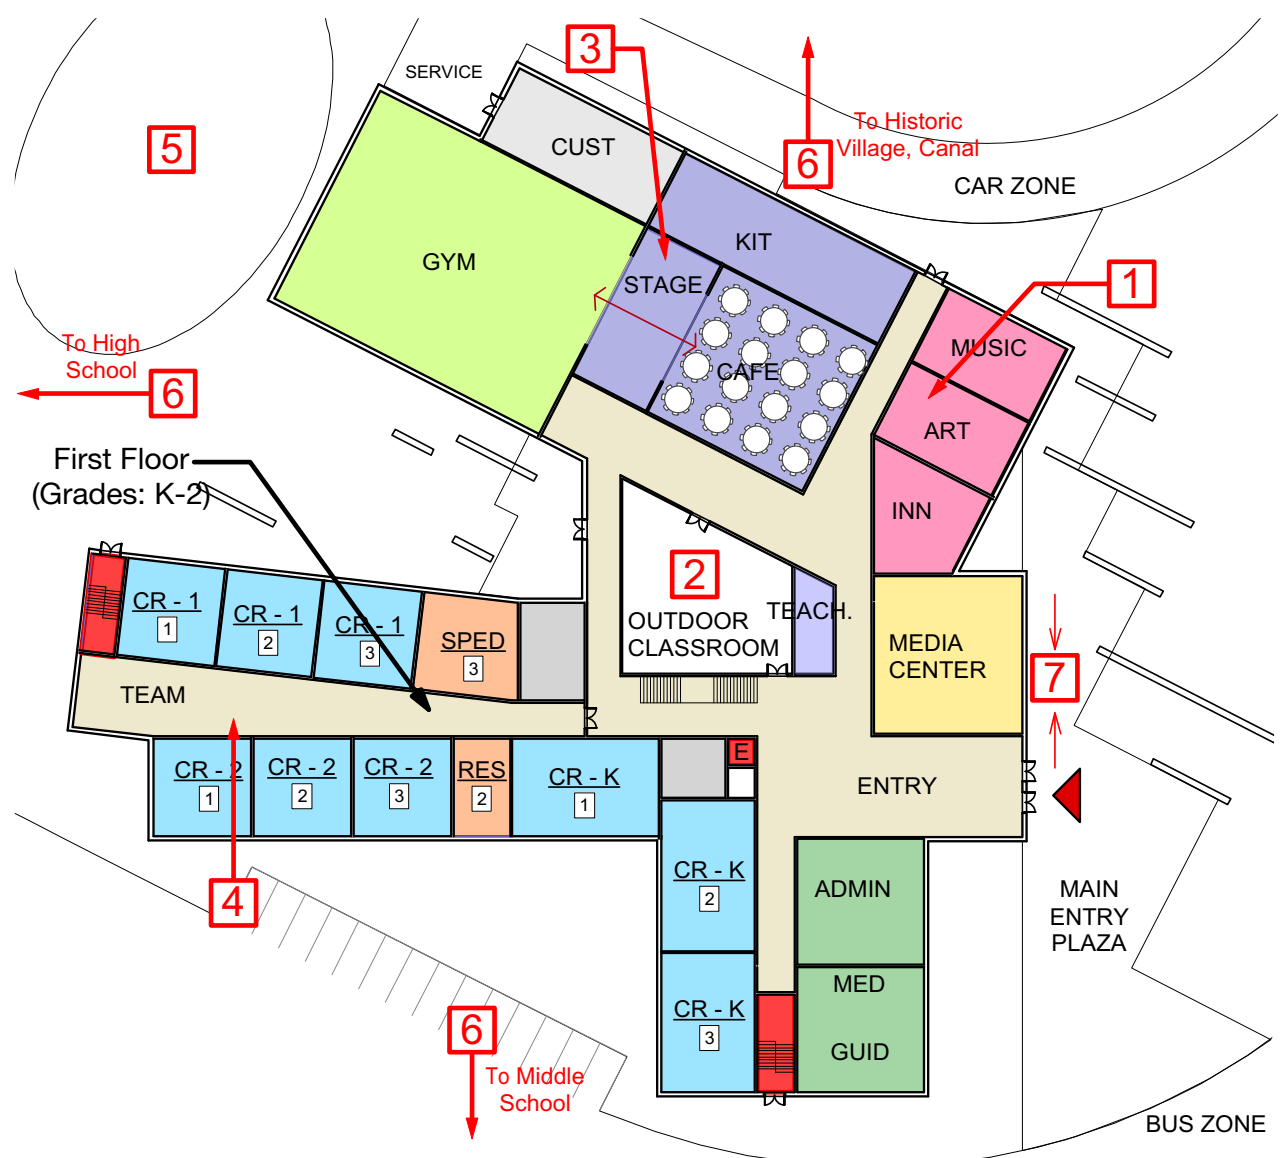 3
SERVICE
To Historic
Village, Canal
6
5
CUST
CAR ZONE
KIT
GYM
STAGE
1
To High
School
6
MUSIC
CAFE
ART
First Floor
(Grades: K-2)
INN
2
OUTDOOR
CLASSROOM
TEACH.
CR - 1
1
CR - 1
2
CR - 1
3
SPED
3
MEDIA
CENTER
7
TEAM
E
CR - 2
1
CR - 2
2
CR - 2
3
RES
2
CR - K
1
ENTRY
4
CR - K
2
ADMIN
MAIN
ENTRY
PLAZA
MED
CR - K
3
GUID
6
To Middle
School
BUS ZONE